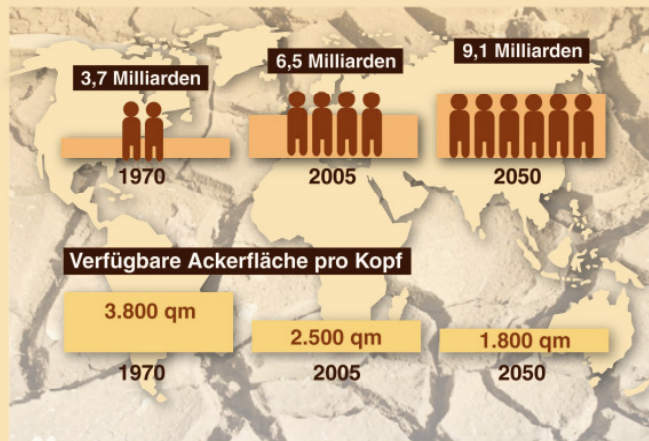 3,7 Milliarden
6,5 Milliarden
9,1 Milliarden
1970
2005
2050
Verfügbare Ackerfläche pro Kopf
3.800 qm
2.500 qm
1.800 qm
1970
2005
2050